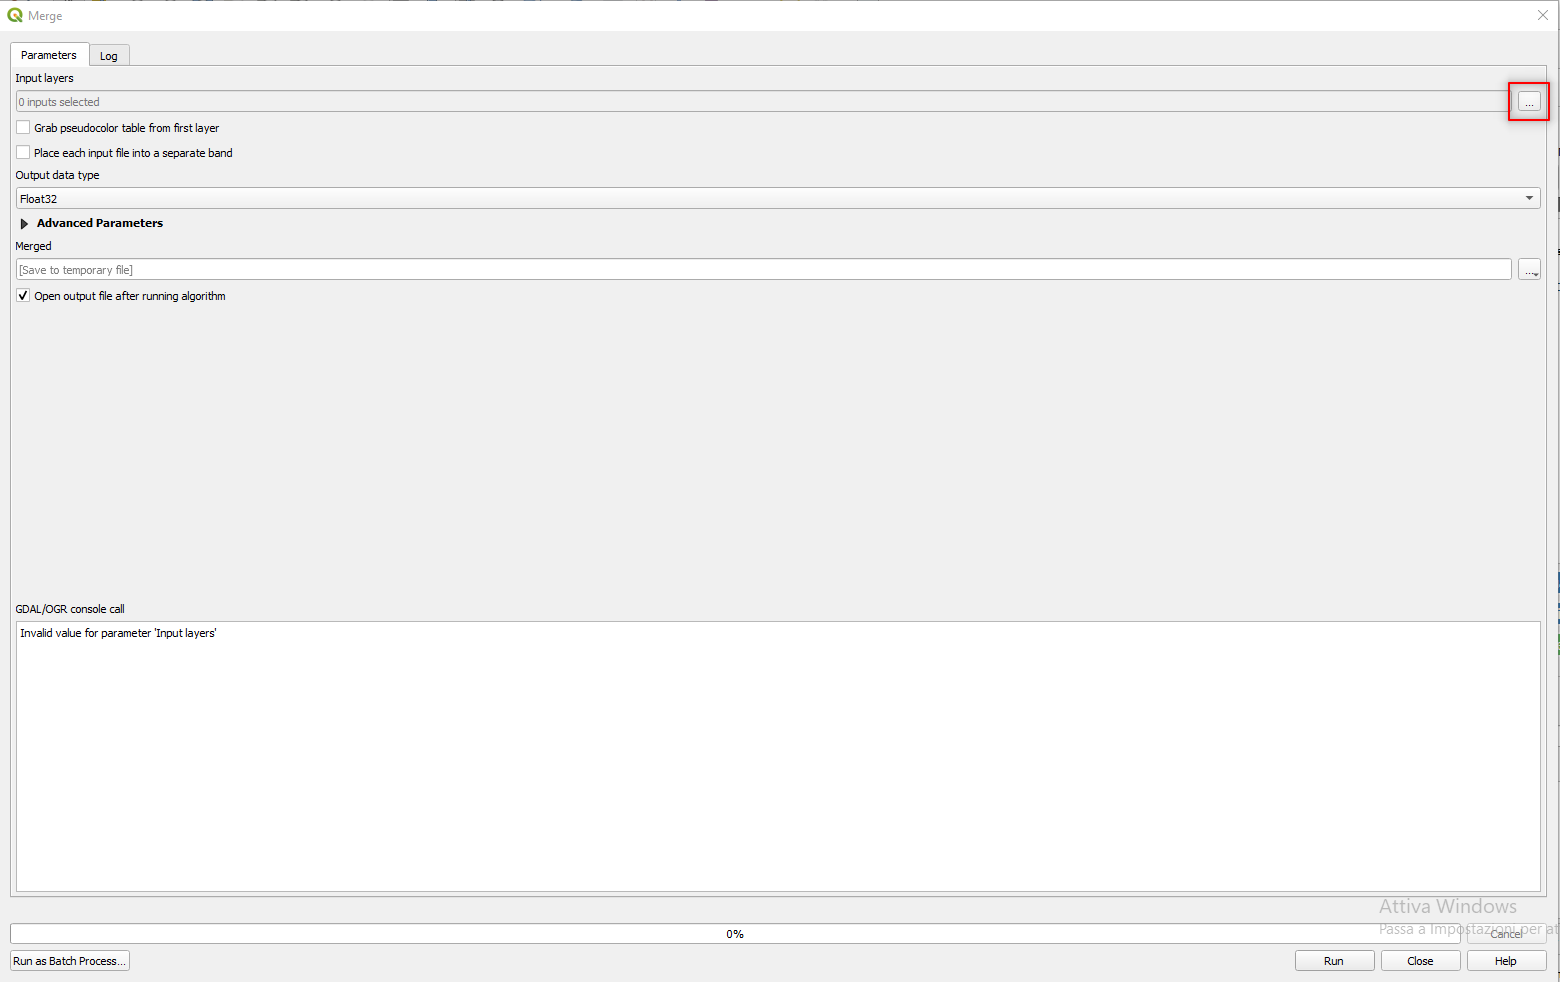 Merge
Parameters
Log
Input layers
0 inputs selected
...
Grab pseudocolor table from first layer
Place each input file into a separate band
Output data type
Float32
Advanced Parameters
Merged
[Save to temporary file]
...
Open output file after running algorithm
GDAL/OGR console call
Invalid value for parameter 'Input layers'
Attiva Windows
Passa a Impostazioni per at
0%
Cancel
Run as Batch Process...
Run
Close
Help